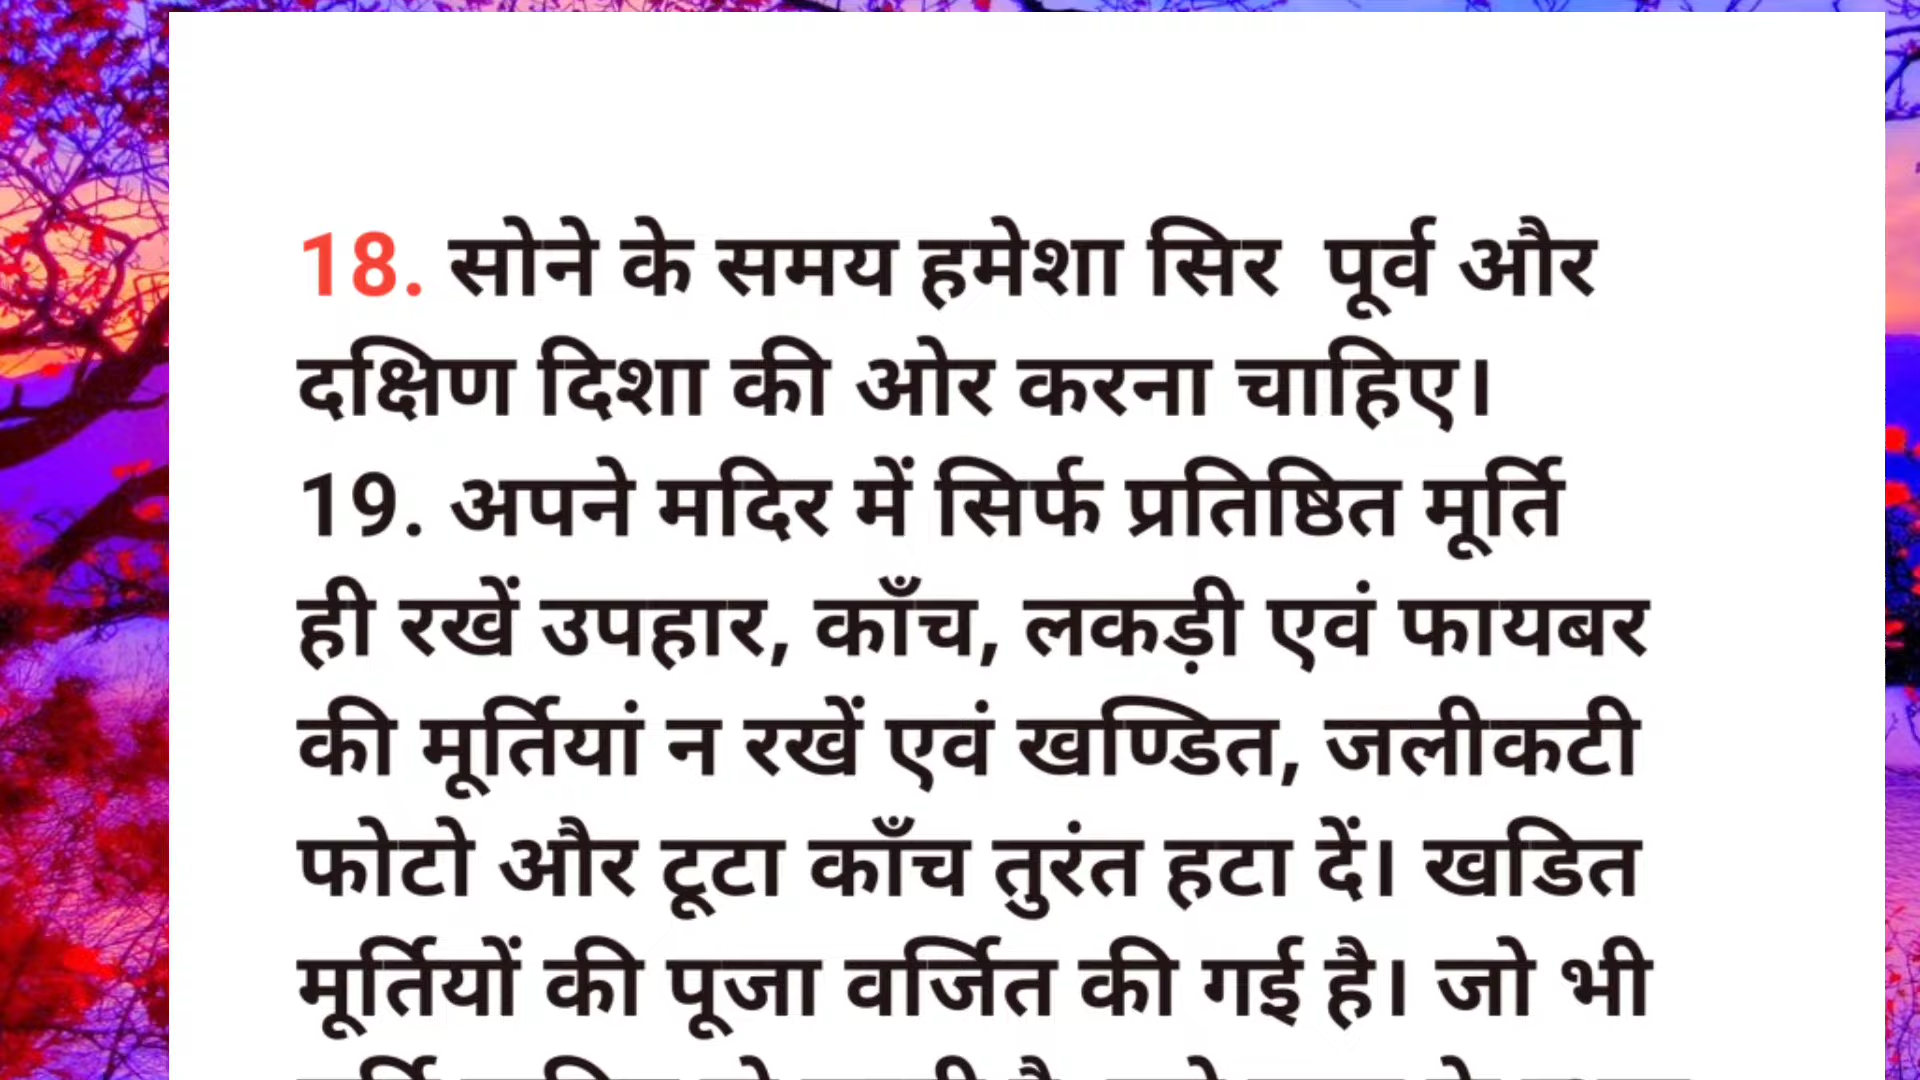 18. सोने के समय हमेशा सिर पूर्व और
दक्षिण दिशा की ओर करना चाहिए।
19. अपने मदिर में सिर्फ प्रतिष्ठित मूर्ति
ही रखें उपहार, काँच, लकड़ी एवं फायबर
की मूर्तियां न रखें एवं खण्डित, जलीकटी
फोटो और टूटा काँच तुरंत हटा दें। खडित
मूर्तियों की पूजा वर्जित की गई है। जो भी